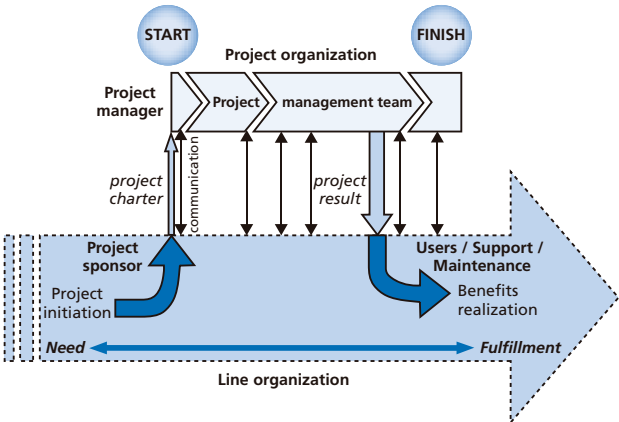 START
FINISH
Project organization
Project
manager
Project
management team
communication
project
charter
project
result
Project
sponsor
Users / Support /
Maintenance
Project
initiation
Benefits
realization
Need
Fulfillment
Line organization